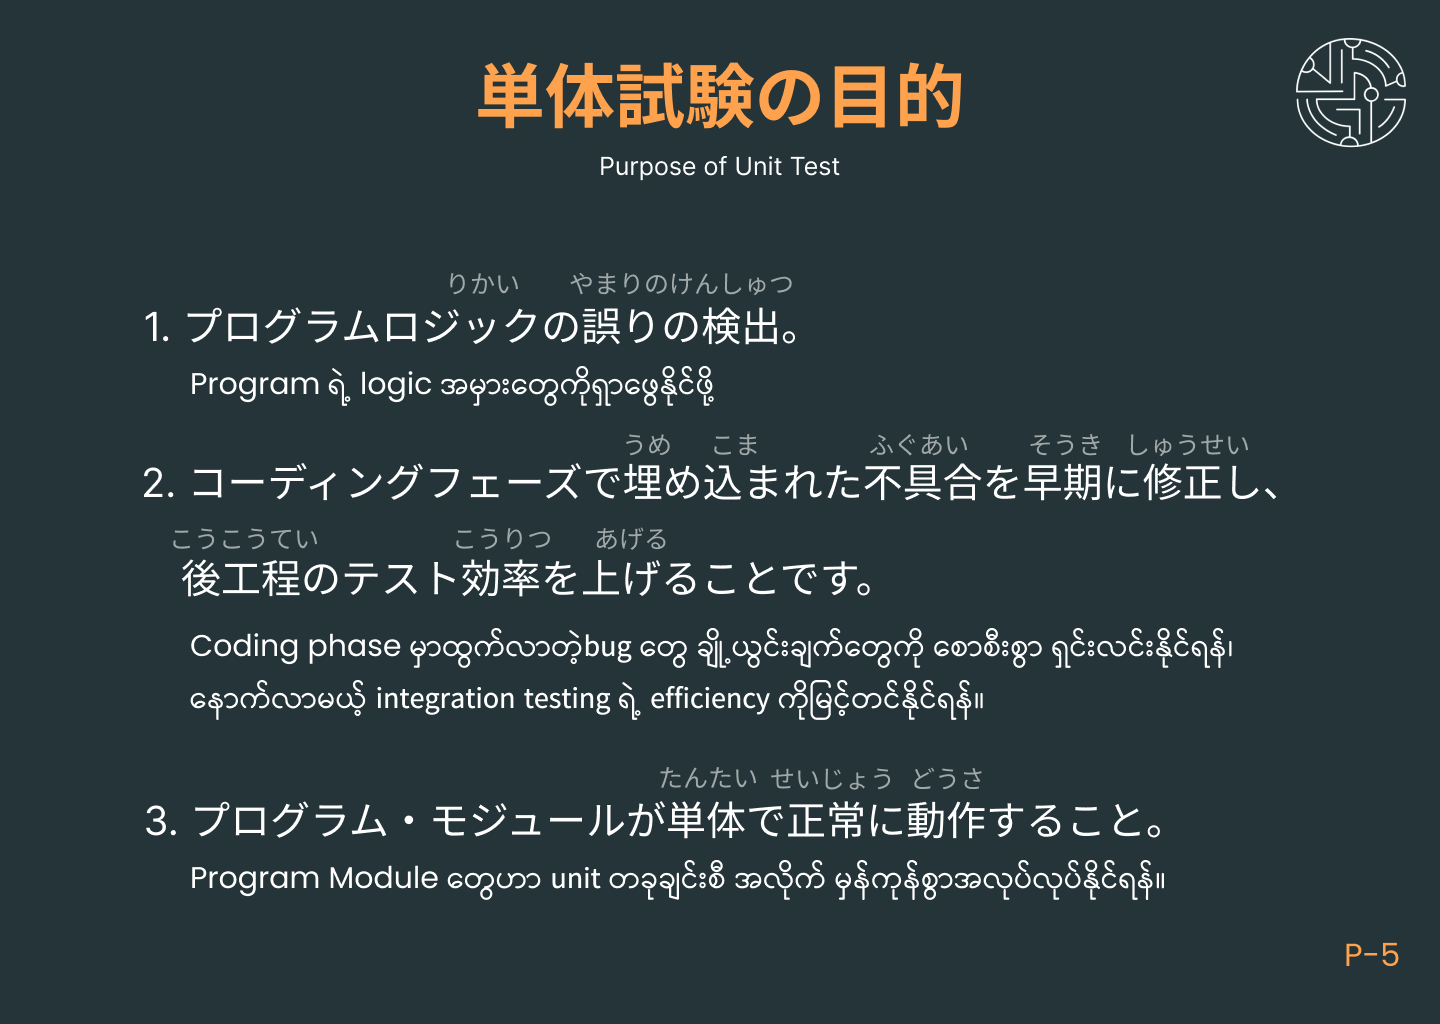 単体試験の目的
Purpose of Unit Test
りかい やまりのけんしゅつ
1. プログラムロジックの誤りの検出。
Program ရဲ့ logic အမှားတွေကိုရှာဖွေနိုင်ဖို့
うめ こま ふぐあい そうき しゅうせい
2. コーディングフェーズで埋め込まれた不具合を早期に修正し、
こうこうてい こうりつ あげる
後工程のテスト効率を上げることです。
Coding phase မှာထွက်လာတဲ့bug တွေ ချို့ယွင်းချက်တွေကို စောစီးစွာ ရှင်းလင်းနိုင်ရန်၊
နောက်လာမယ့် integration testing ရဲ့ efficiency ကိုမြင့်တင်နိုင်ရန်။
たんたい せいじょう どうさ
3. プログラム・モジュールが単体で正常に動作すること。
Program Module တွေဟာ unit တခုချင်းစီ အလိုက် မှန်ကုန်စွာအလုပ်လုပ်နိုင်ရန်။
P-5